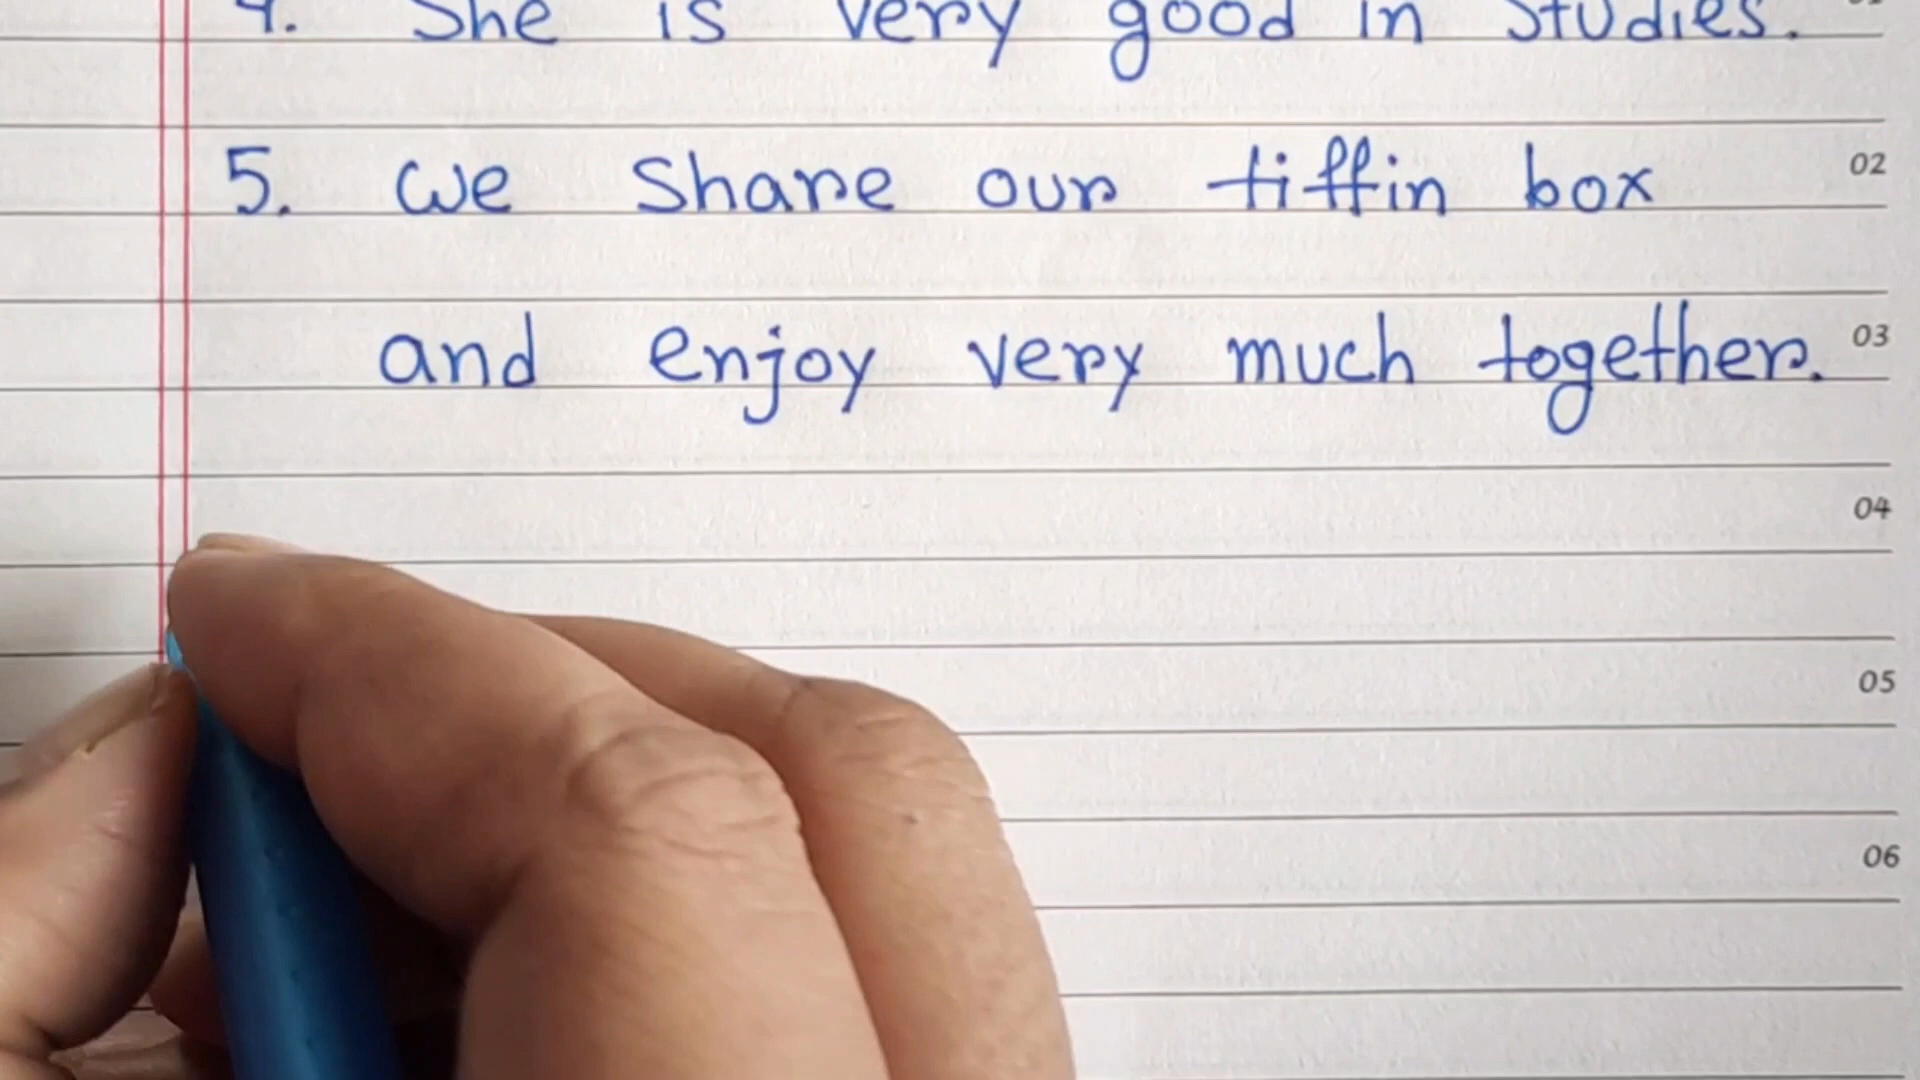 4. She is very good in studies.
5. We share our tiffin box
02
and enjoy very much together.
03
04
05
06